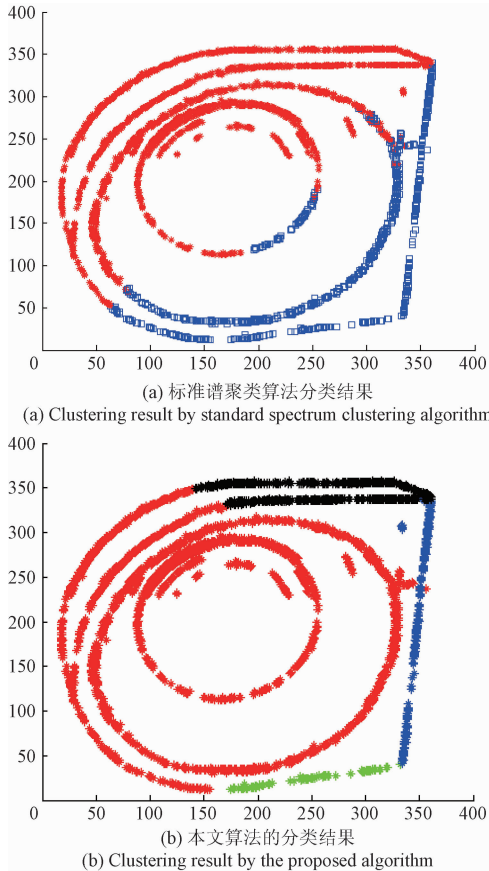 400
350
300
250
200
150
100
50
0 50 100 150 200 250 300 350 400
(a) 标准谱聚类算法分类结果
(a) Clustering result by standard spectrum clustering algorithm
400
350
300
250
200
150
100
50
0 50 100 150 200 250 300 350 400
(b) 本文算法的分类结果
(b) Clustering result by the proposed algorithm